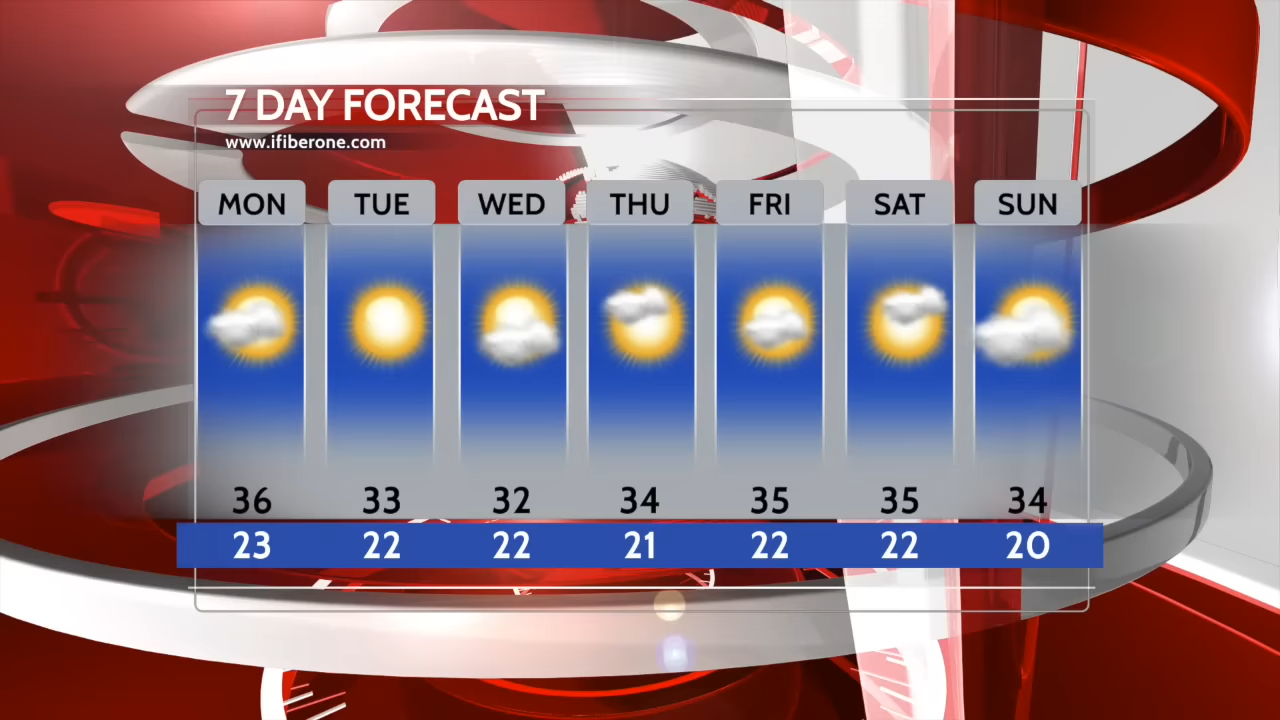 7 DAY FORECAST
www.ifiberone.com
MON TUE WED THU FRI SAT SUN
36 33 32 34 35 35 34
23 22 22 21 22 22 20